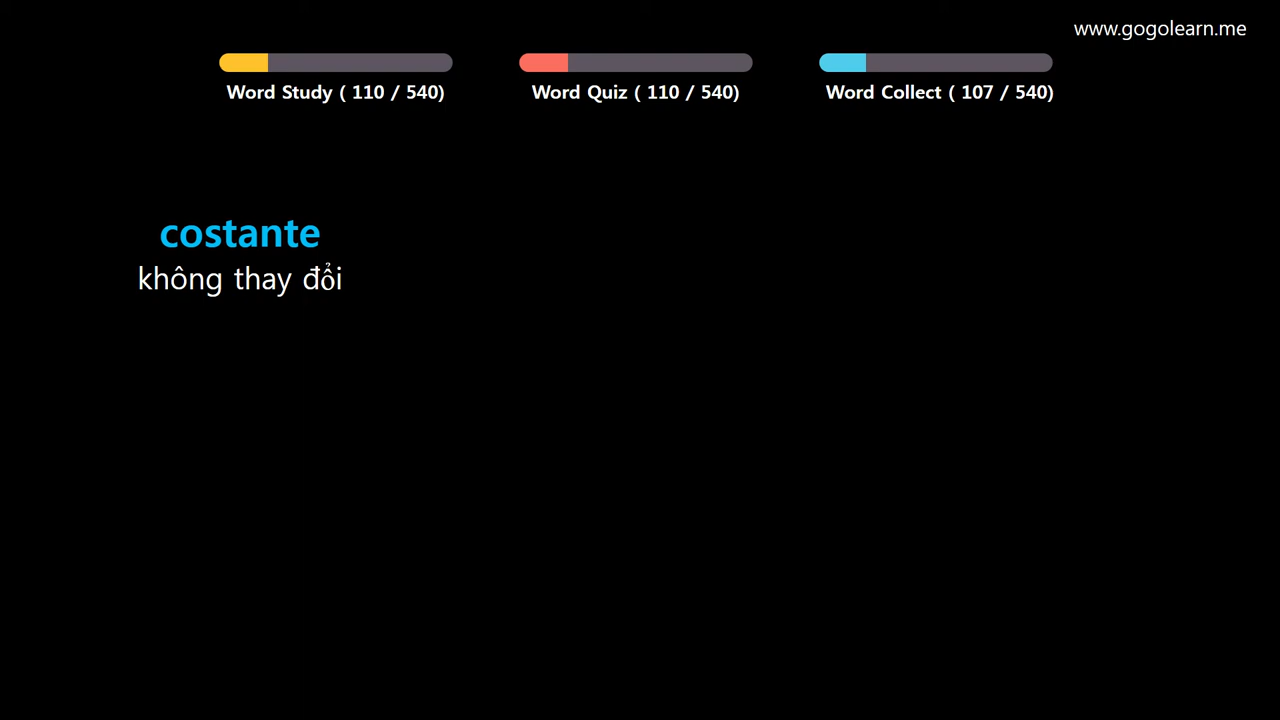 www.gogolearn.me
Word Study ( 110 / 540)
Word Quiz ( 110 / 540)
Word Collect ( 107 / 540)
costante
không thay đổi